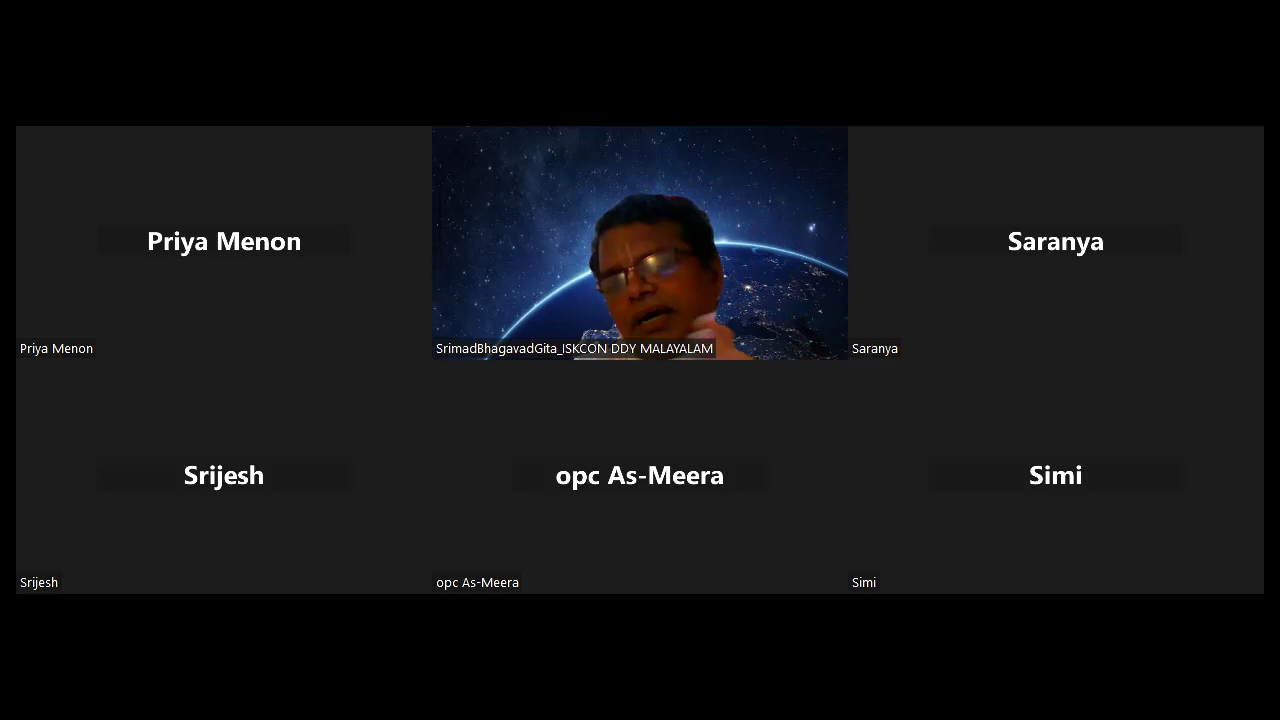 Priya Menon
Saranya
Priya Menon
SrimadBhagavadGita_ISKCON DDY MALAYALAM
Saranya
Srijesh
opc As-Meera
Simi
Srijesh
opc As-Meera
Simi